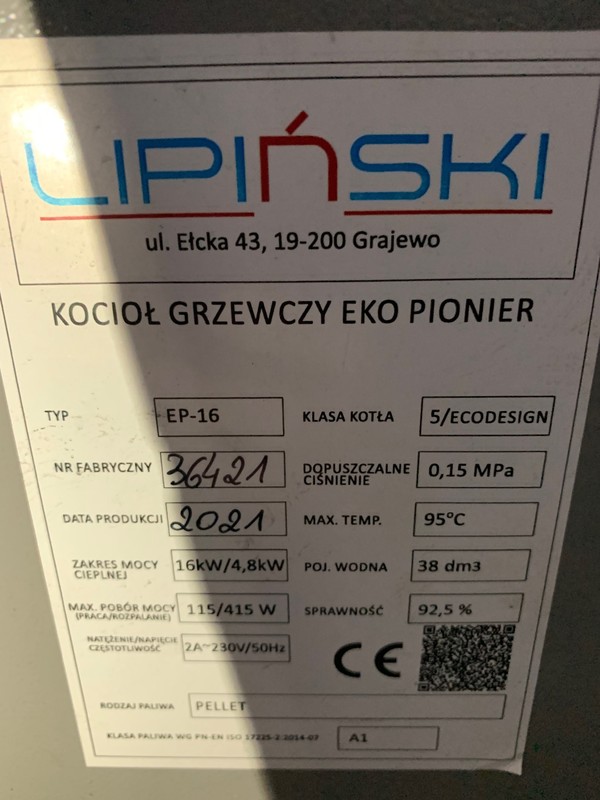 LIPIŃSKI
ul. Ełcka 43, 19-200 Grajewo
KOCIOŁ GRZEWCZY EKO PIONIER
TYP EP-16 KLASA KOTŁA 5/ECODESIGN
NR FABRYCZNY 36421 DOPUSZCZALNE CIŚNIENIE 0,15 MPa
DATA PRODUKCJI 2021 MAX. TEMP. 95°C
ZAKRES MOCY CIEPLNEJ 16kW/4,8kW POJ. WODNA 38 dm3
MAX. POBÓR MOCY (PRACA/ROZPALANIE) 115/415 W SPRAWNOŚĆ 92,5 %
NATĘŻENIE/NAPIĘCIE CZĘSTOTLIWOŚĆ 2A~230V/50Hz CE
RODZAJ PALIWA PELLET
KLASA PALIWA WG PN-EN ISO 17225-2:2014-07 A1